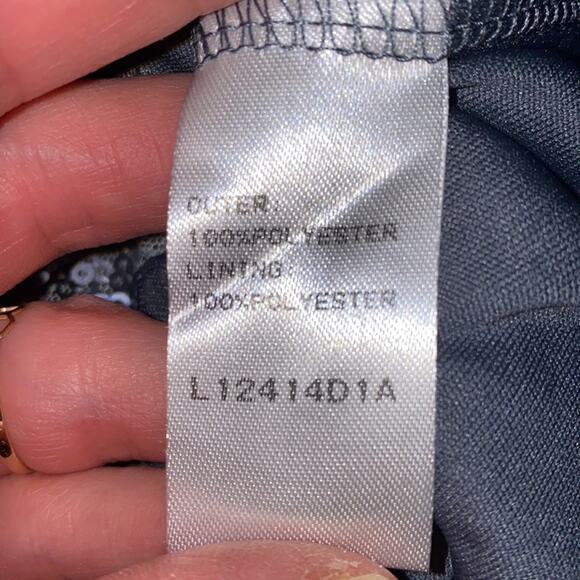 OUTER:
100%POLYESTER
LINING:
100%POLYESTER
L12414D1A